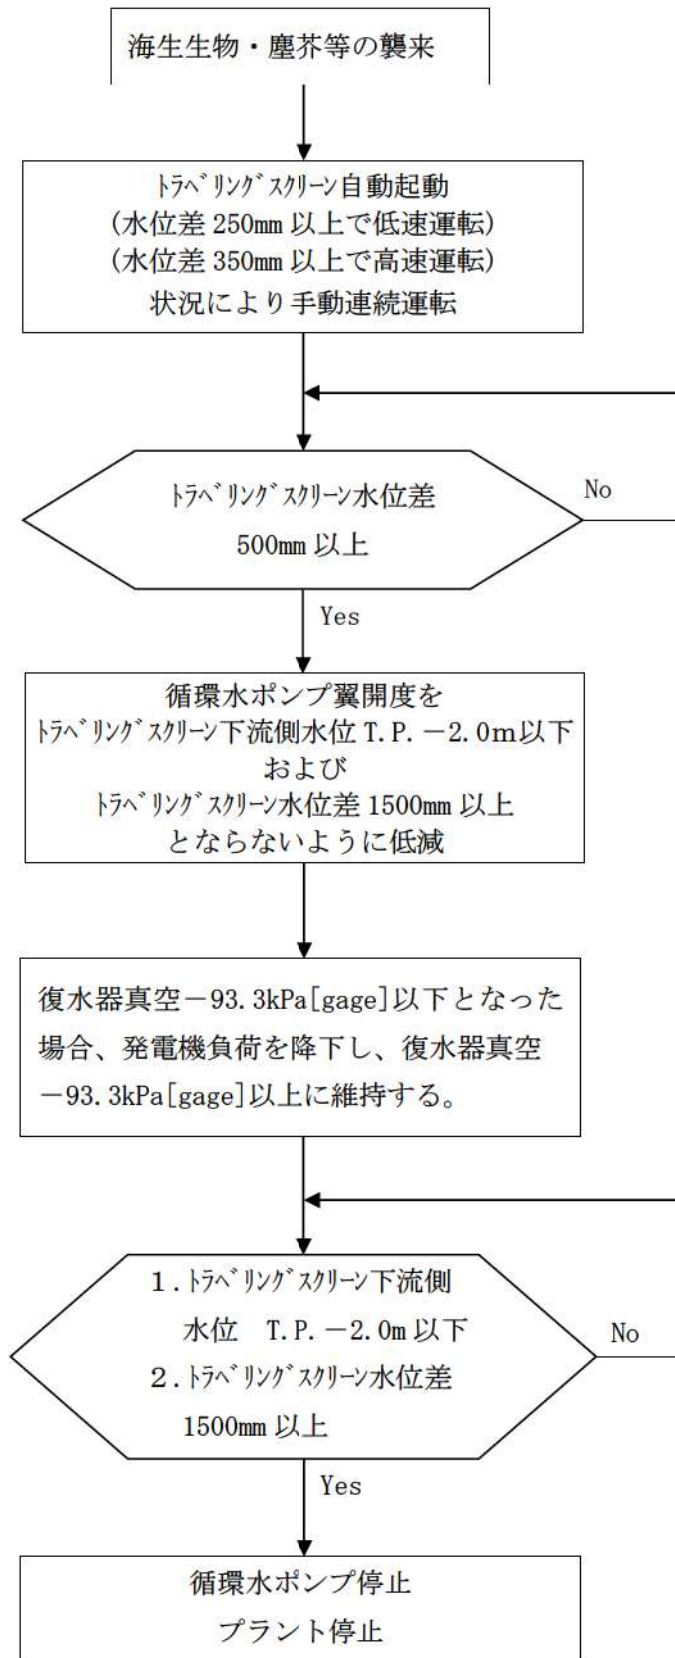 海生生物・塵芥等の襲来
ﾄﾗﾍﾞﾘﾝｸﾞｽｸﾘｰﾝ自動起動
(水位差 250mm 以上で低速運転)
(水位差 350mm 以上で高速運転)
状況により手動連続運転
ﾄﾗﾍﾞﾘﾝｸﾞｽｸﾘｰﾝ水位差
500mm 以上
No
Yes
循環水ポンプ翼開度を
ﾄﾗﾍﾞﾘﾝｸﾞｽｸﾘｰﾝ下流側水位 T.P.－2.0ｍ以下
および
ﾄﾗﾍﾞﾘﾝｸﾞｽｸﾘｰﾝ水位差 1500mm 以上
とならないように低減
復水器真空－93.3kPa[gage]以下となった
場合、発電機負荷を降下し、復水器真空
－93.3kPa[gage]以上に維持する。
１.ﾄﾗﾍﾞﾘﾝｸﾞｽｸﾘｰﾝ下流側
水位　T.P.－2.0m 以下
２.ﾄﾗﾍﾞﾘﾝｸﾞｽｸﾘｰﾝ水位差
1500mm 以上
No
Yes
循環水ポンプ停止
プラント停止